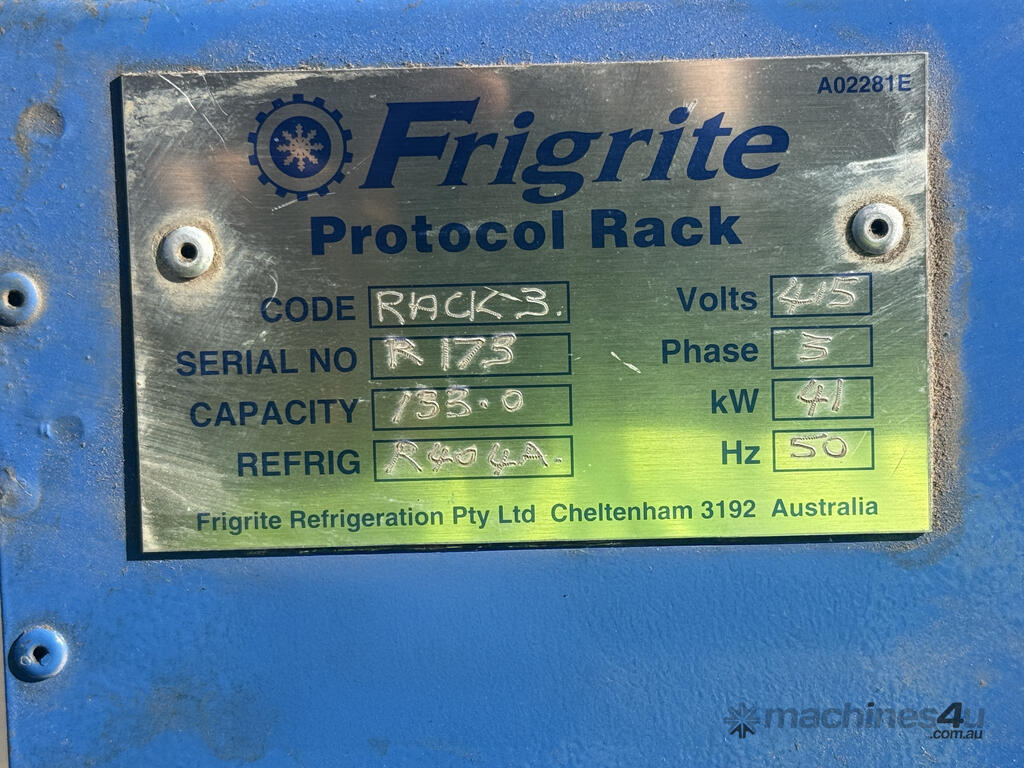 A02281E
Frigrite
Protocol Rack
CODE RACK-3.
SERIAL NO R173
CAPACITY 133.0
REFRIG R404A.
Volts 415
Phase 3
kW 41
Hz 50
Frigrite Refrigeration Pty Ltd Cheltenham 3192 Australia
machines4u
.com.au